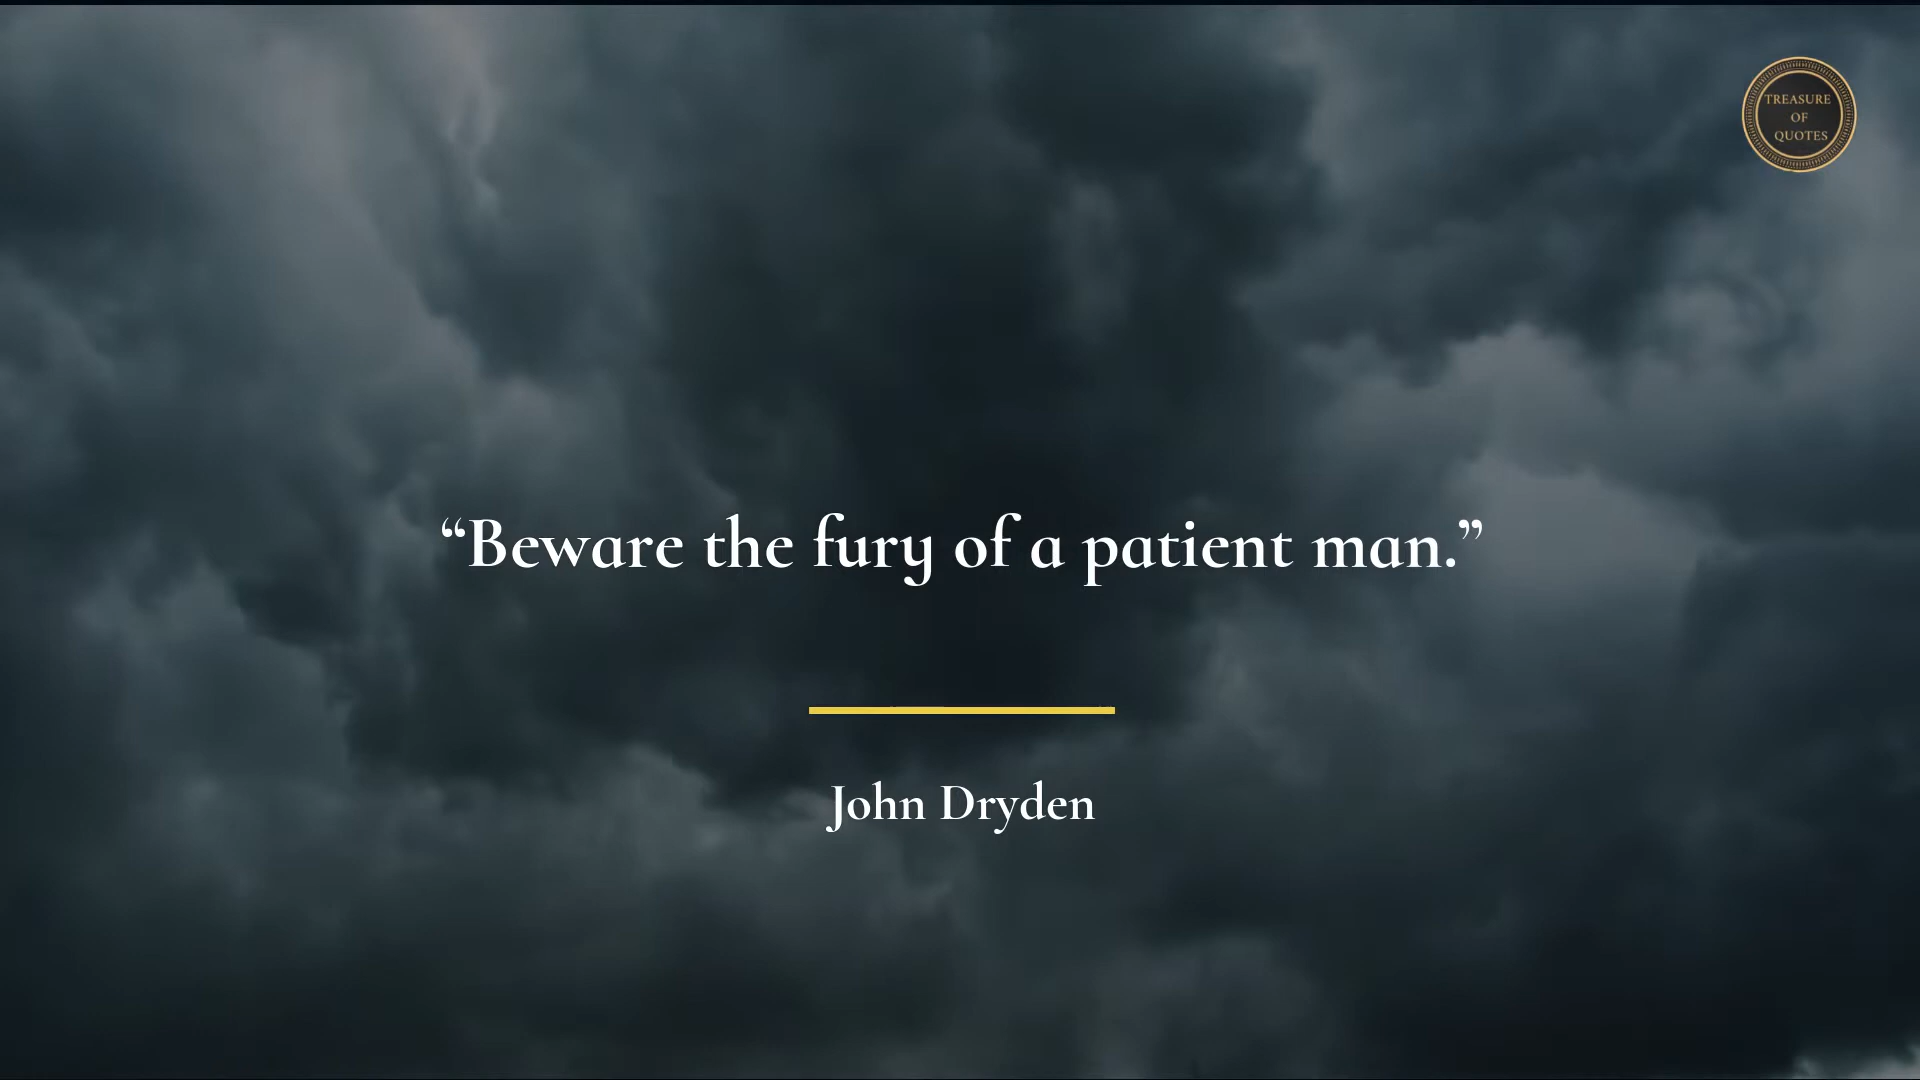 TREASURE
OF
QUOTES
“Beware the fury of a patient man.”
John Dryden